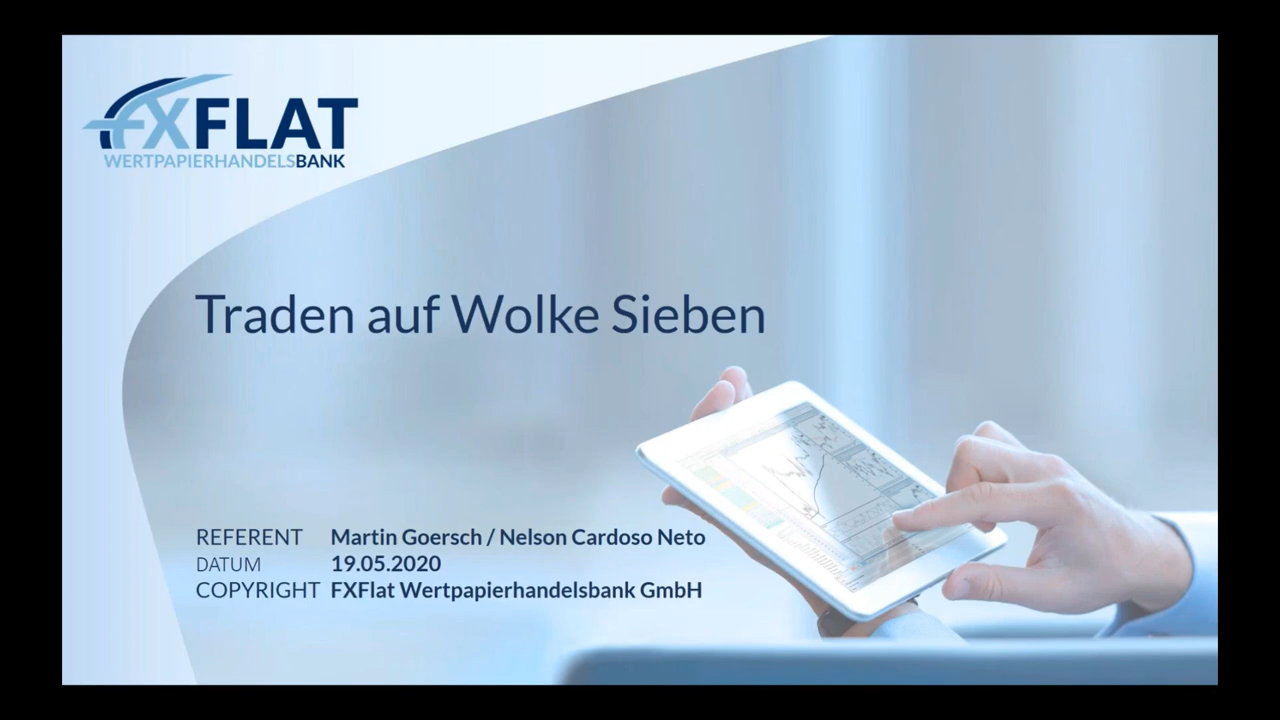 FXFLAT
WERTPAPIERHANDELSBANK
Traden auf Wolke Sieben
REFERENT Martin Goersch / Nelson Cardoso Neto
DATUM 19.05.2020
COPYRIGHT FXFlat Wertpapierhandelsbank GmbH